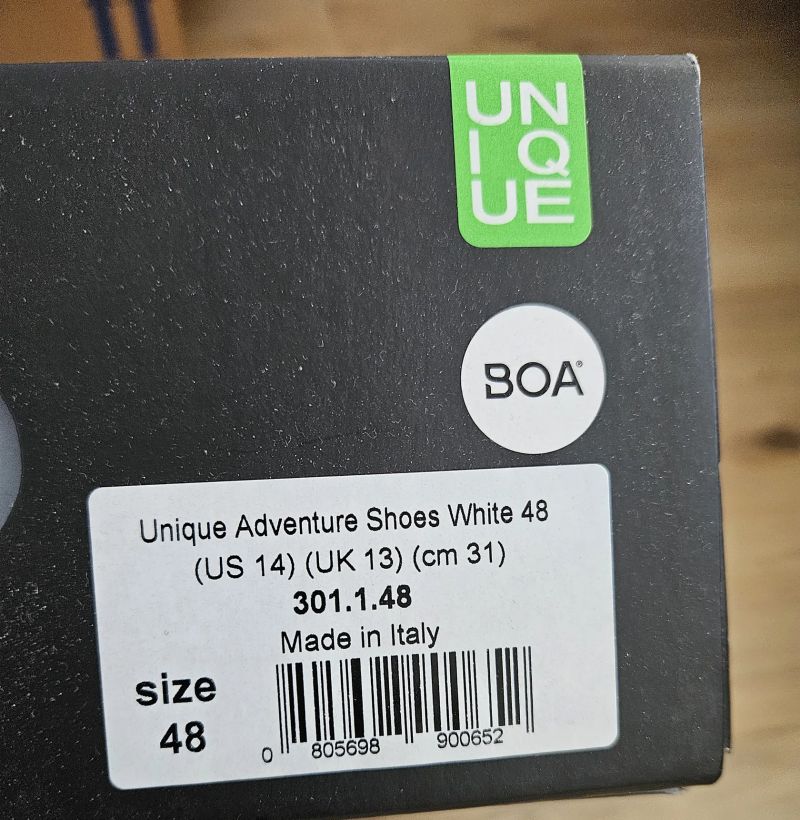 UN
I Q
UE
BOA®
Unique Adventure Shoes White 48
(US 14) (UK 13) (cm 31)
301.1.48
Made in Italy
size
48
0 805698 900652